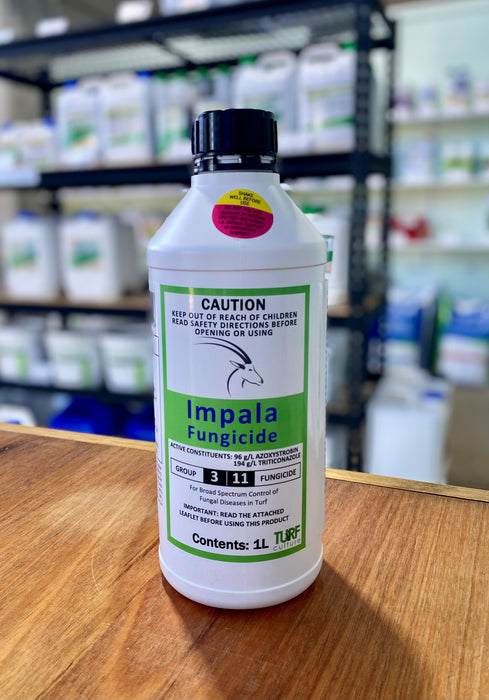 SHAKE
WELL BEFORE
USE
CAUTION
KEEP OUT OF REACH OF CHILDREN
READ SAFETY DIRECTIONS BEFORE
OPENING OR USING
Impala
Fungicide
ACTIVE CONSTITUENTS: 96 g/L AZOXYSTROBIN
194 g/L TRITICONAZOLE
GROUP 3 11 FUNGICIDE
For Broad Spectrum Control of
Fungal Diseases in Turf
IMPORTANT: READ THE ATTACHED
LEAFLET BEFORE USING THIS PRODUCT
Contents: 1L
TURF
culture